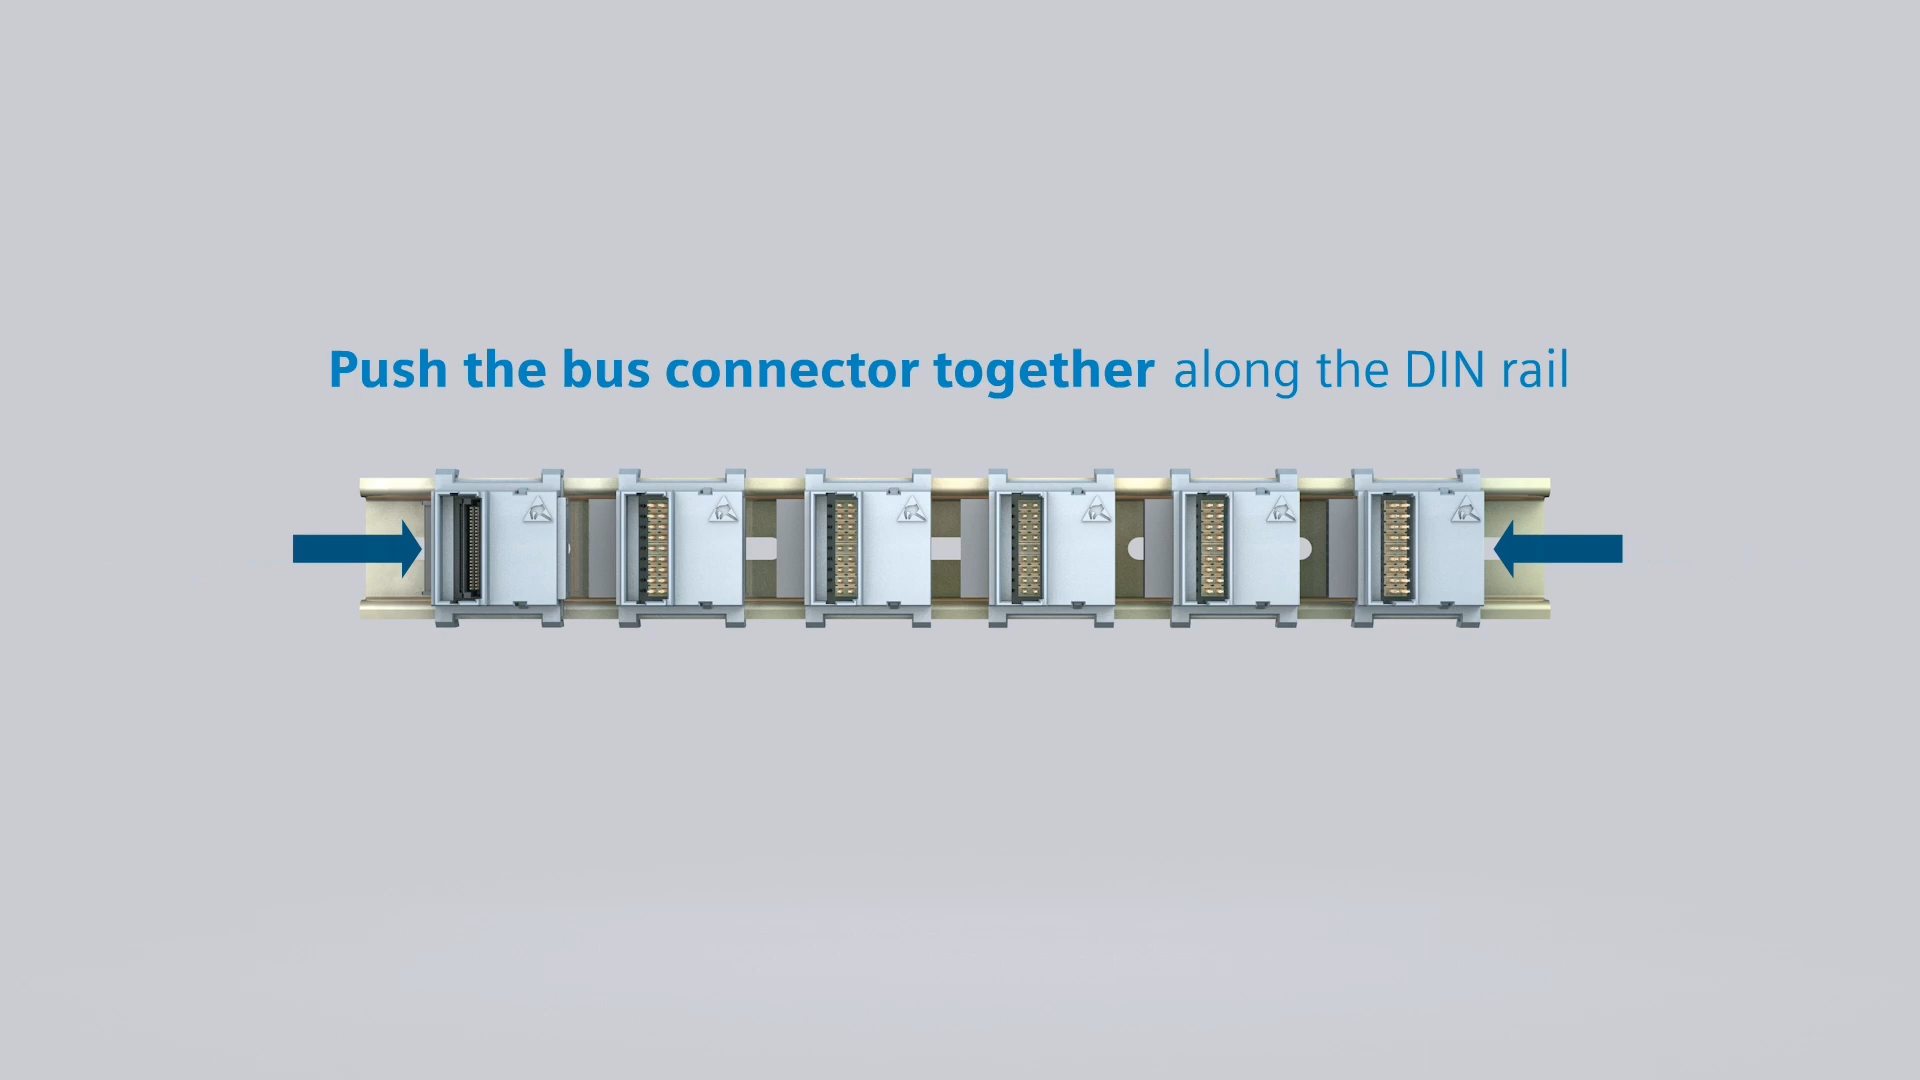 Push the bus connector together along the DIN rail